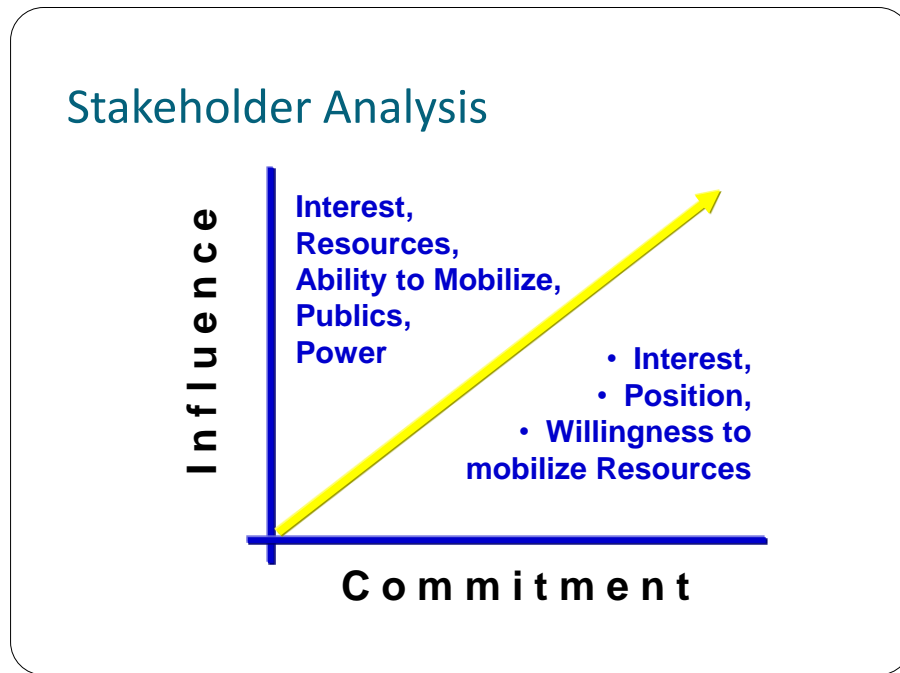 Stakeholder Analysis
Influence
Interest,
Resources,
Ability to Mobilize,
Publics,
Power
• Interest,
• Position,
• Willingness to
mobilize Resources
Commitment